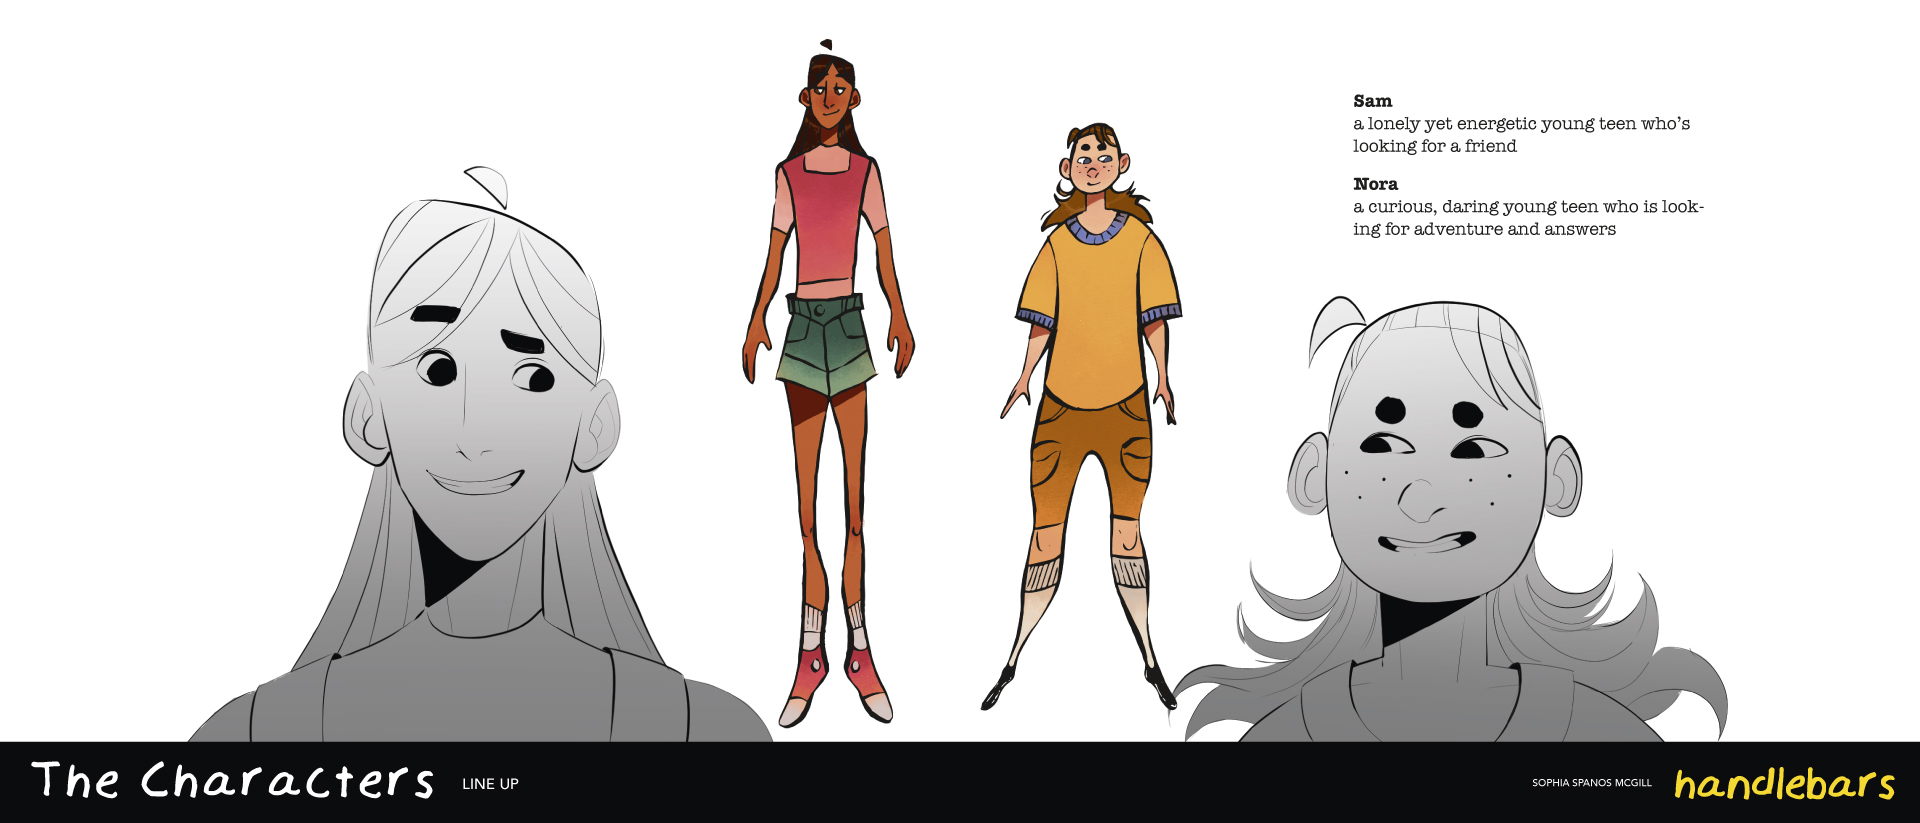 Sam
a lonely yet energetic young teen who's
looking for a friend
Nora
a curious, daring young teen who is look-
ing for adventure and answers
The Characters
LINE UP
SOPHIA SPANOS MCGILL
handlebars